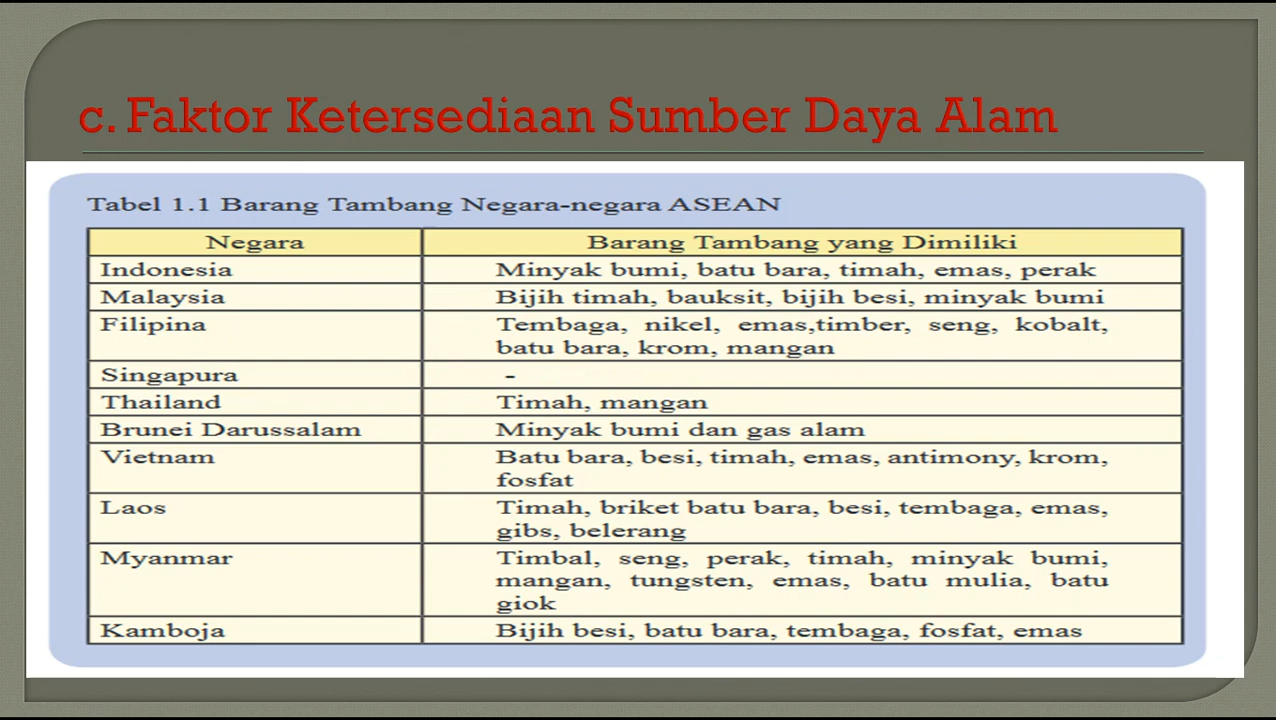 c. Faktor Ketersediaan Sumber Daya Alam
Tabel 1.1 Barang Tambang Negara-negara ASEAN
Negara Barang Tambang yang Dimiliki
Indonesia Minyak bumi, batu bara, timah, emas, perak
Malaysia Bijih timah, bauksit, bijih besi, minyak bumi
Filipina Tembaga, nikel, emas,timber, seng, kobalt,
batu bara, krom, mangan
Singapura -
Thailand Timah, mangan
Brunei Darussalam Minyak bumi dan gas alam
Vietnam Batu bara, besi, timah, emas, antimony, krom,
fosfat
Laos Timah, briket batu bara, besi, tembaga, emas,
gibs, belerang
Myanmar Timbal, seng, perak, timah, minyak bumi,
mangan, tungsten, emas, batu mulia, batu
giok
Kamboja Bijih besi, batu bara, tembaga, fosfat, emas